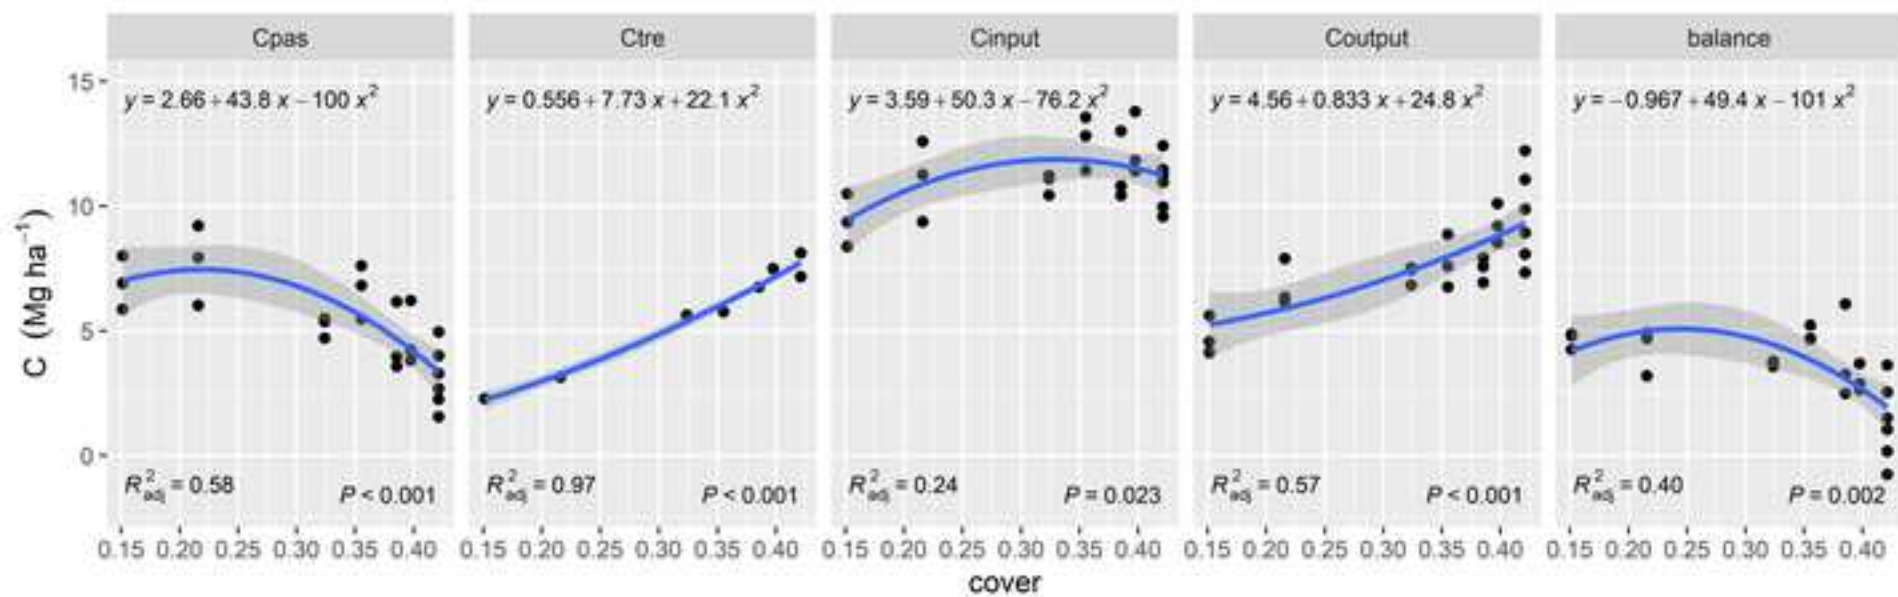 Cpas Ctre Cinput Coutput balance
15
y = 2.66 + 43.8 x − 100 x²
y = 0.556 + 7.73 x + 22.1 x²
y = 3.59 + 50.3 x − 76.2 x²
y = 4.56 + 0.833 x + 24.8 x²
y = −0.967 + 49.4 x − 101 x²
10
C (Mg ha⁻¹)
5
0
R²adj = 0.58 P < 0.001
R²adj = 0.97 P < 0.001
R²adj = 0.24 P = 0.023
R²adj = 0.57 P < 0.001
R²adj = 0.40 P = 0.002
0.15 0.20 0.25 0.30 0.35 0.40
0.15 0.20 0.25 0.30 0.35 0.40
0.15 0.20 0.25 0.30 0.35 0.40
0.15 0.20 0.25 0.30 0.35 0.40
0.15 0.20 0.25 0.30 0.35 0.40
cover